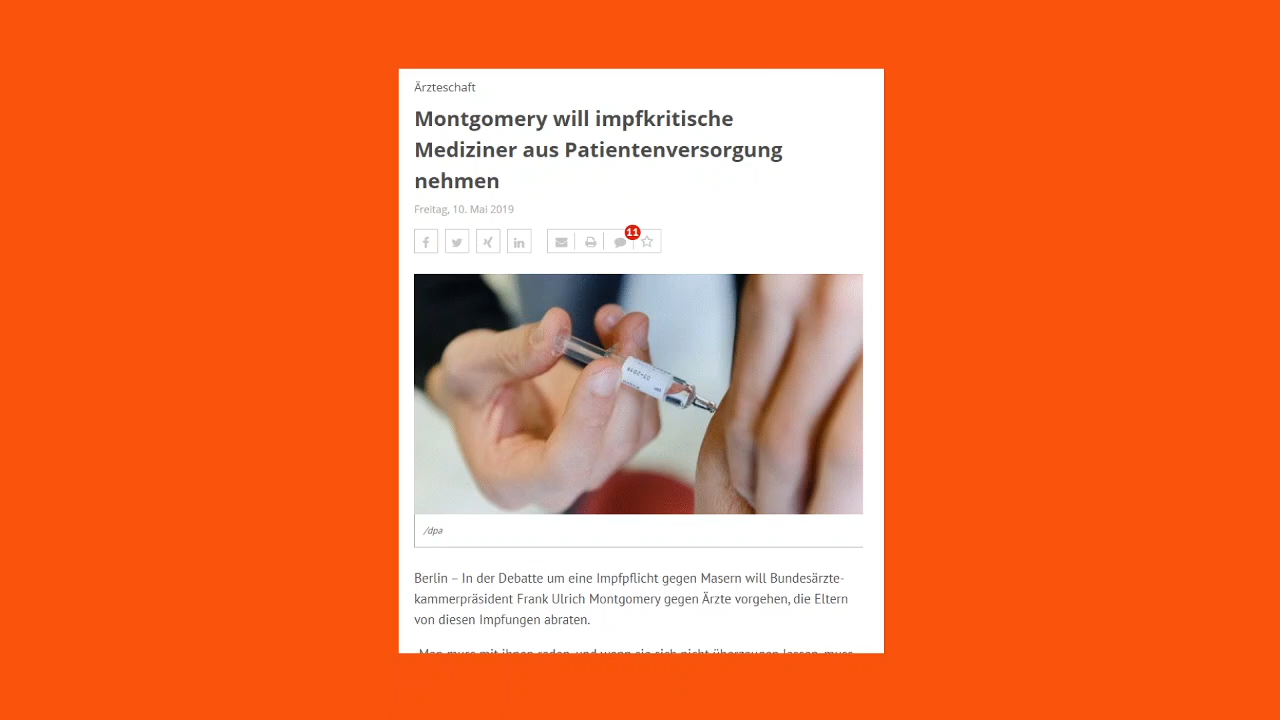 Ärzteschaft
Montgomery will impfkritische
Mediziner aus Patientenversorgung
nehmen
Freitag, 10. Mai 2019
11
/dpa
Berlin – In der Debatte um eine Impfpflicht gegen Masern will Bundesärzte-
kammerpräsident Frank Ulrich Montgomery gegen Ärzte vorgehen, die Eltern
von diesen Impfungen abraten.